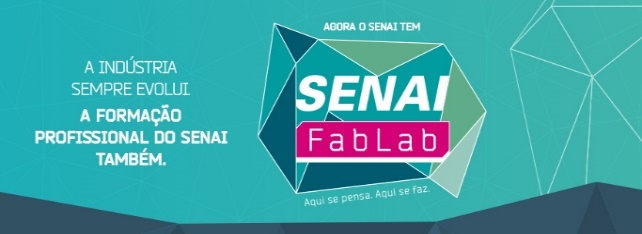 A INDÚSTRIA
SEMPRE EVOLUI
A FORMAÇÃO
PROFISSIONAL DO SENAI
TAMBÉM.
AGORA O SENAI TEM
SENAI
FabLab
Aqui se pensa. Aqui se faz.